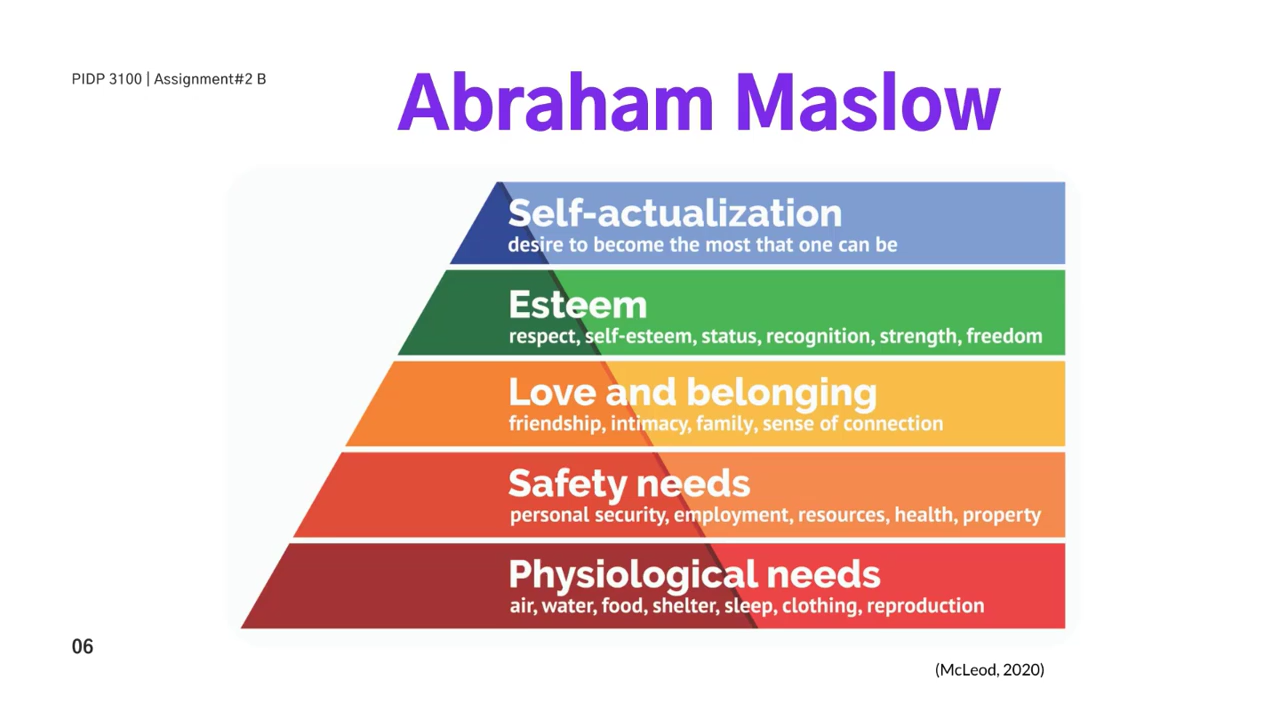 PIDP 3100 | Assignment#2 B
Abraham Maslow
Self-actualization
desire to become the most that one can be
Esteem
respect, self-esteem, status, recognition, strength, freedom
Love and belonging
friendship, intimacy, family, sense of connection
Safety needs
personal security, employment, resources, health, property
Physiological needs
air, water, food, shelter, sleep, clothing, reproduction
06
(McLeod, 2020)